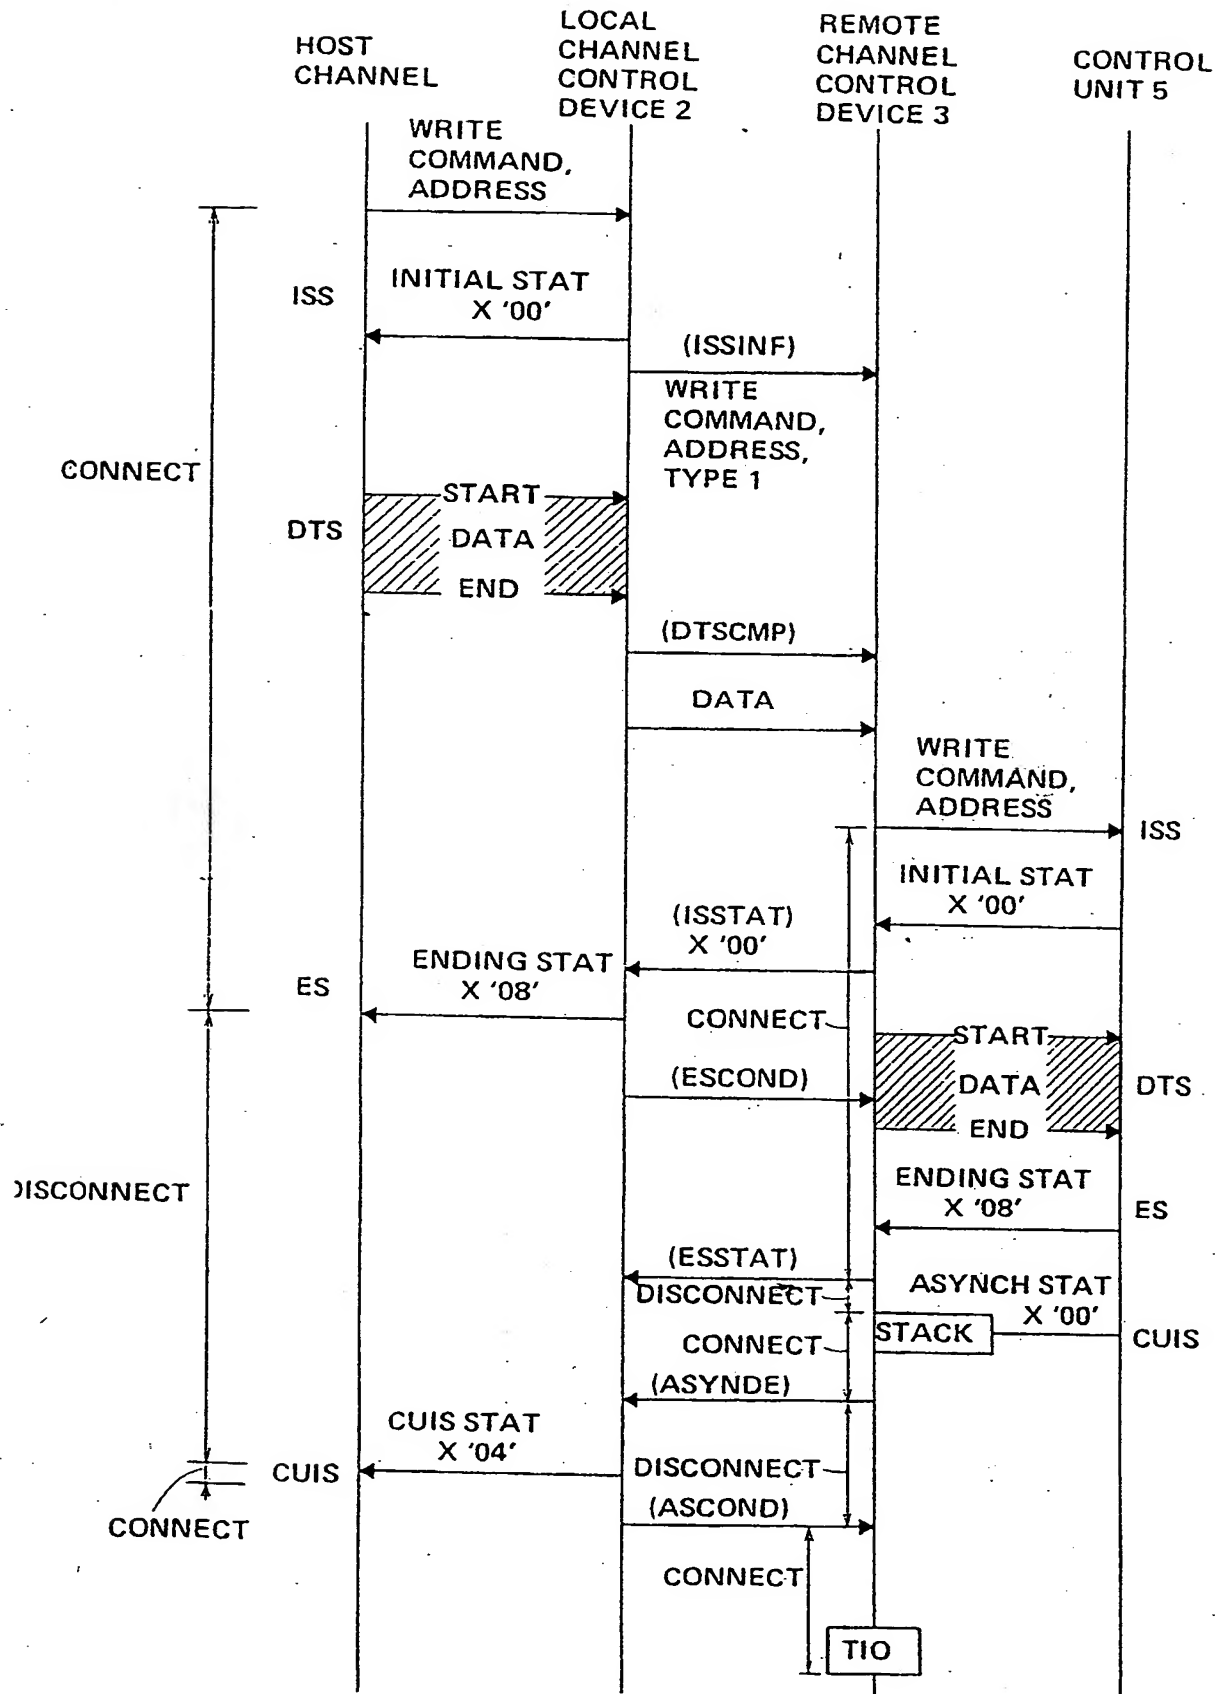 HOST
CHANNEL
LOCAL
CHANNEL
CONTROL
DEVICE 2
REMOTE
CHANNEL
CONTROL
DEVICE 3
CONTROL
UNIT 5
WRITE
COMMAND,
ADDRESS
ISS
INITIAL STAT
X '00'
(ISSINF)
WRITE
COMMAND,
ADDRESS,
TYPE 1
CONNECT
START
DTS
DATA
END
(DTSCMP)
DATA
WRITE
COMMAND,
ADDRESS
ISS
INITIAL STAT
X '00'
(ISSTAT)
X '00'
ENDING STAT
X '08'
ES
CONNECT
START
(ESCOND)
DATA
DTS
END
DISCONNECT
ENDING STAT
X '08'
ES
(ESSTAT)
DISCONNECT
ASYNCH STAT
X '00'
STACK
CUIS
CONNECT
(ASYNDE)
CUIS STAT
X '04'
CUIS
DISCONNECT
(ASCOND)
CONNECT
CONNECT
TIO